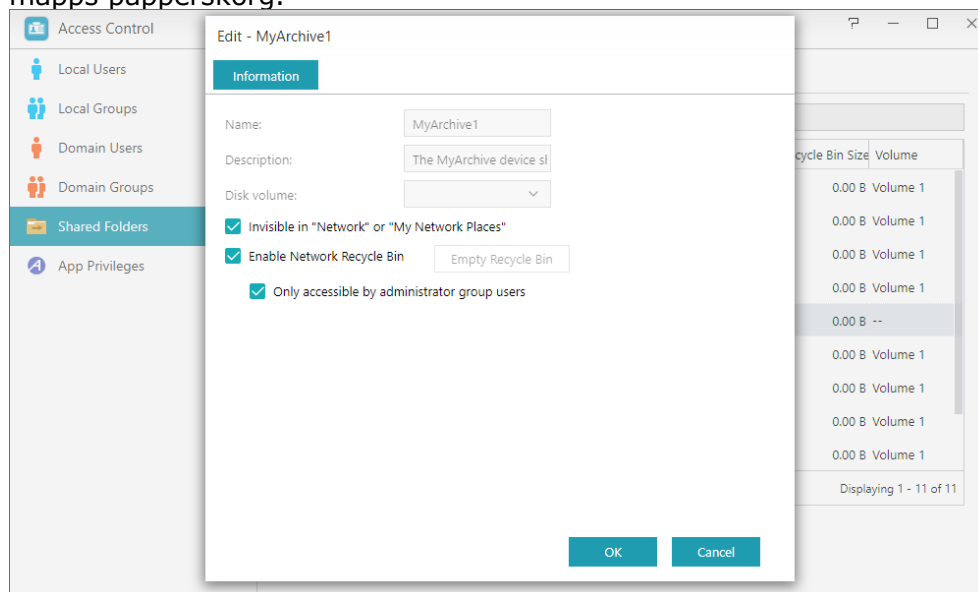 mapps papperskorg.
Access Control
Local Users
Local Groups
Domain Users
Domain Groups
Shared Folders
App Privileges
Edit - MyArchive1
Information
Name: MyArchive1
Description: The MyArchive device sl
Disk volume:
Invisible in "Network" or "My Network Places"
Enable Network Recycle Bin Empty Recycle Bin
Only accessible by administrator group users
OK Cancel
cycle Bin Size Volume
0.00 B Volume 1
0.00 B Volume 1
0.00 B Volume 1
0.00 B Volume 1
0.00 B --
0.00 B Volume 1
0.00 B Volume 1
0.00 B Volume 1
0.00 B Volume 1
Displaying 1 - 11 of 11